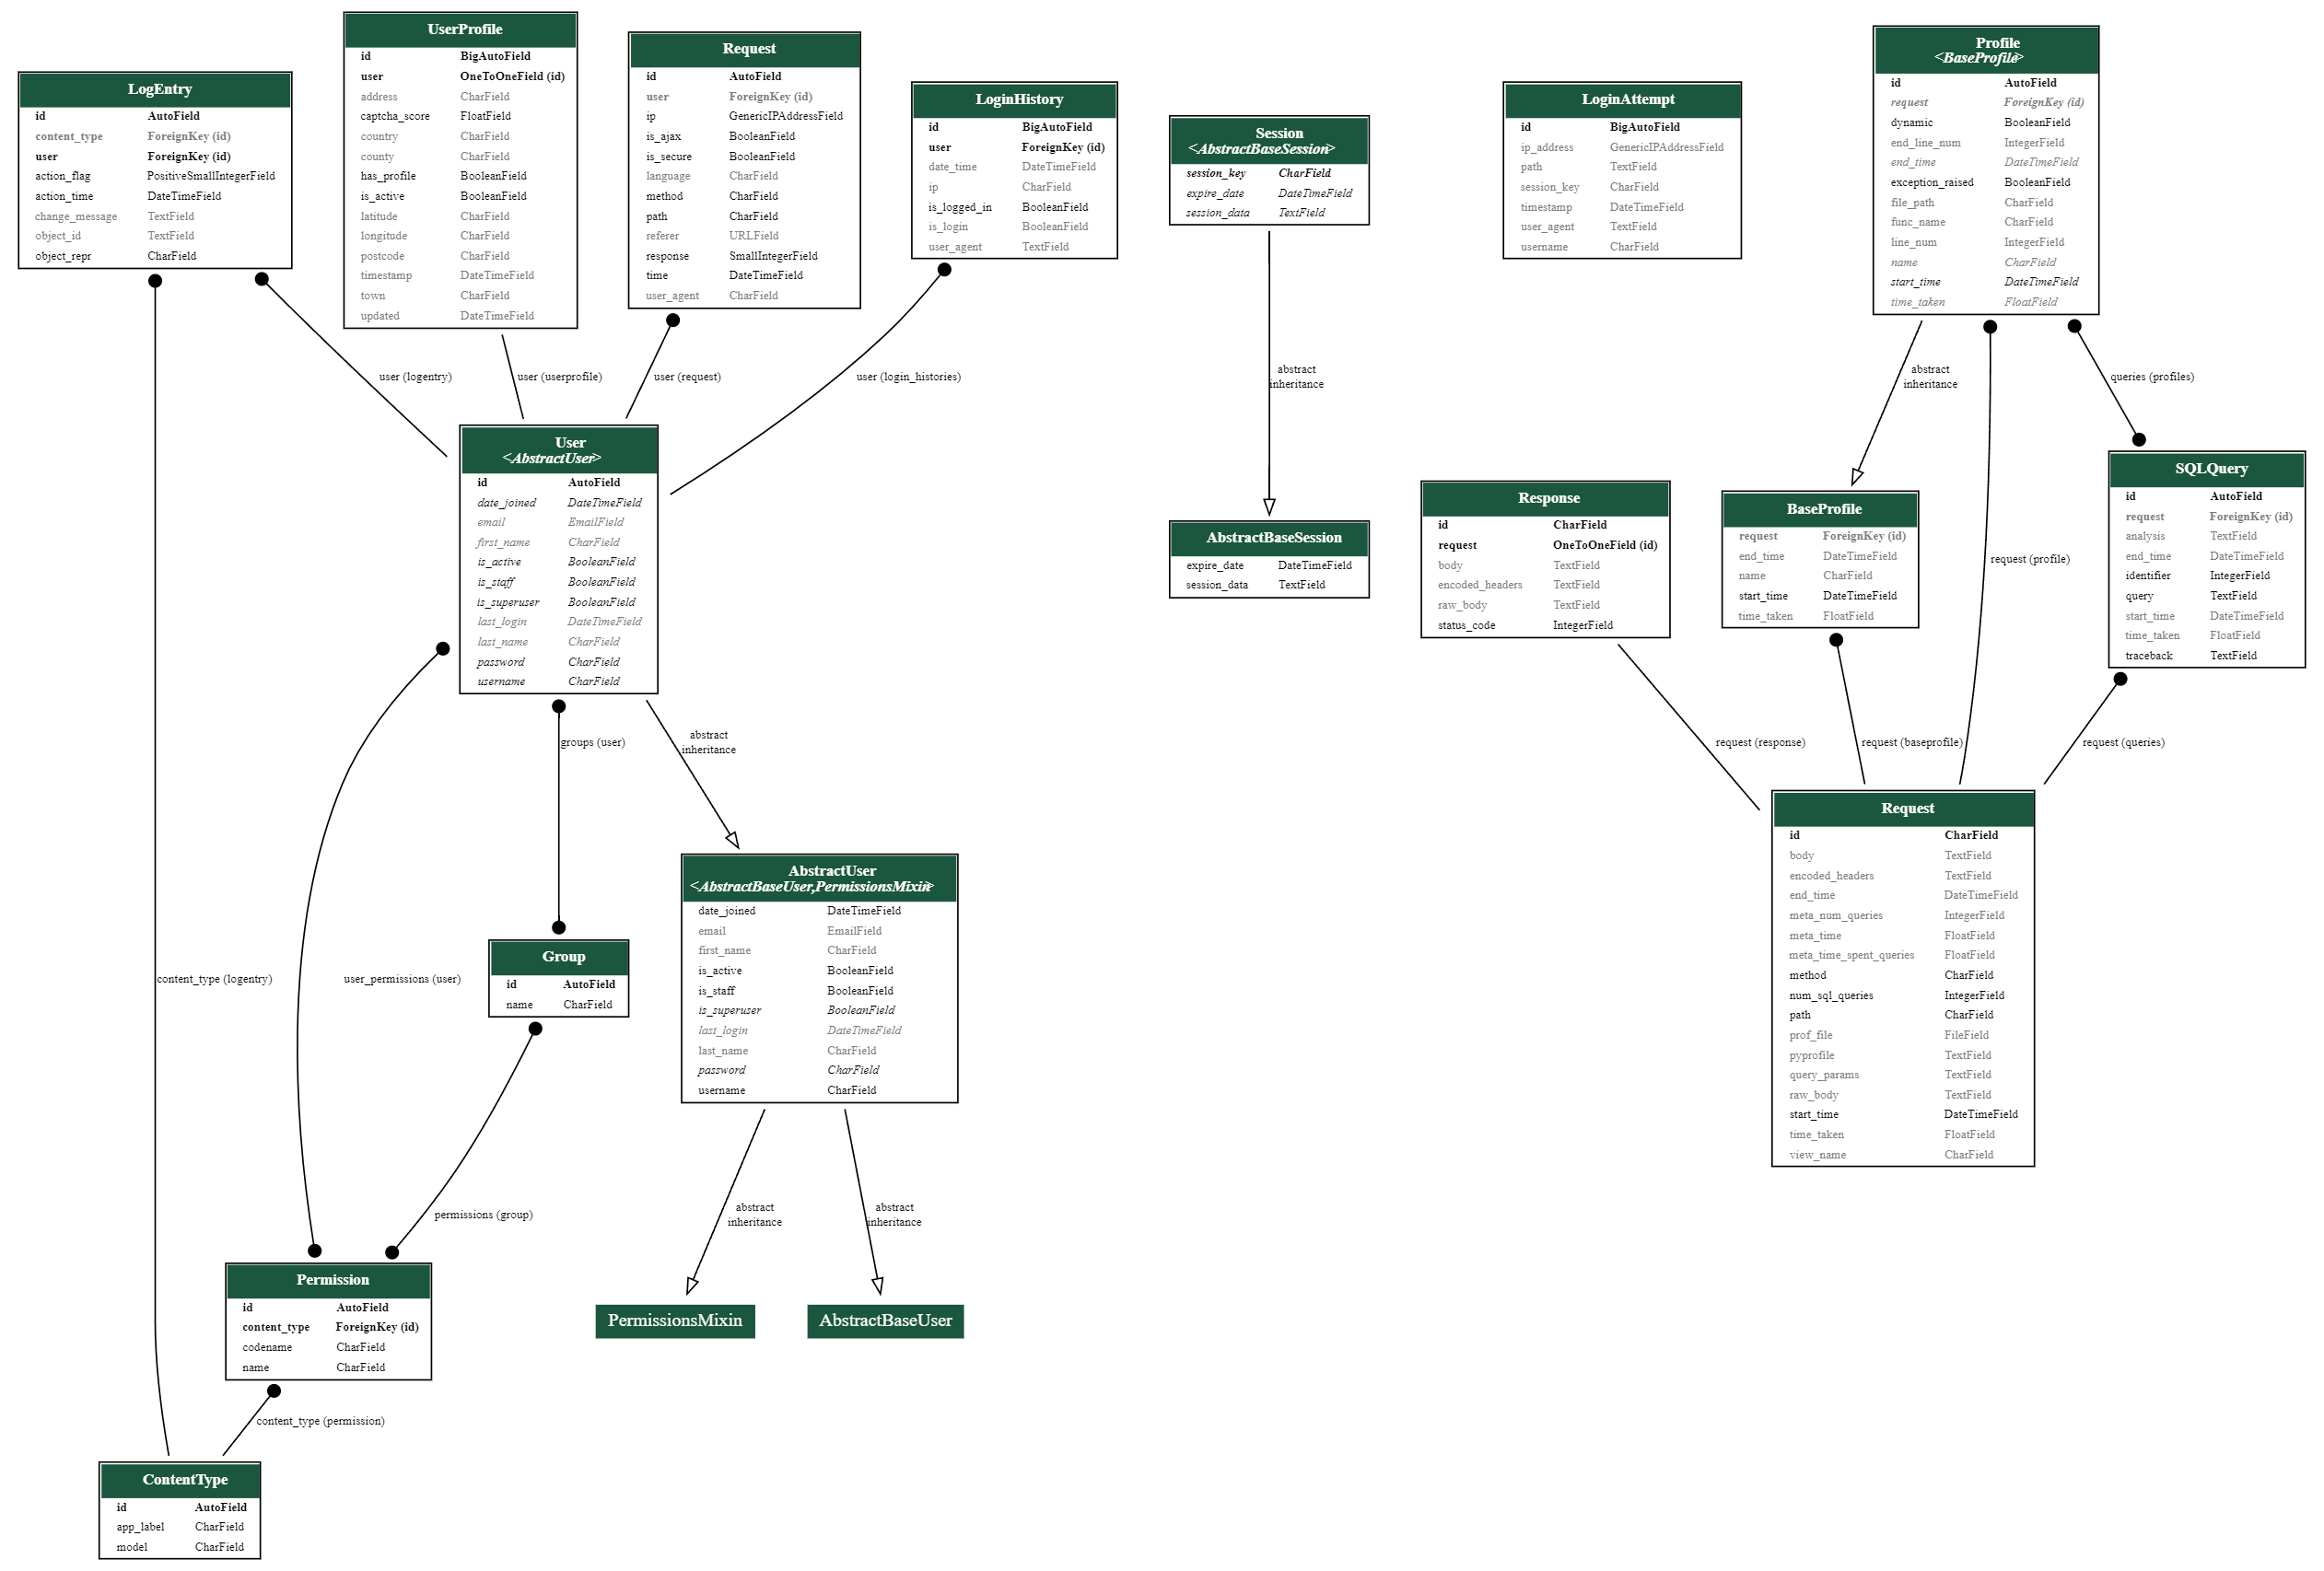 UserProfile
id BigAutoField
user OneToOneField (id)
address CharField
captcha_score FloatField
country CharField
county CharField
has_profile BooleanField
is_active BooleanField
latitude CharField
longitude CharField
postcode CharField
timestamp DateTimeField
town CharField
updated DateTimeField
Request
id AutoField
user ForeignKey (id)
ip GenericIPAddressField
is_ajax BooleanField
is_secure BooleanField
language CharField
method CharField
path CharField
referer URLField
response SmallIntegerField
time DateTimeField
user_agent CharField
LogEntry
id AutoField
content_type ForeignKey (id)
user ForeignKey (id)
action_flag PositiveSmallIntegerField
action_time DateTimeField
change_message TextField
object_id TextField
object_repr CharField
LoginHistory
id BigAutoField
user ForeignKey (id)
date_time DateTimeField
ip CharField
is_logged_in BooleanField
is_login BooleanField
user_agent TextField
Session
<AbstractBaseSession>
session_key CharField
expire_date DateTimeField
session_data TextField
LoginAttempt
id BigAutoField
ip_address GenericIPAddressField
path TextField
session_key CharField
timestamp DateTimeField
user_agent TextField
username CharField
Profile
<BaseProfile>
id AutoField
request ForeignKey (id)
dynamic BooleanField
end_line_num IntegerField
end_time DateTimeField
exception_raised BooleanField
file_path CharField
func_name CharField
line_num IntegerField
name CharField
start_time DateTimeField
time_taken FloatField
user (logentry)
user (userprofile)
user (request)
user (login_histories)
abstract
inheritance
abstract
inheritance
queries (profiles)
User
<AbstractUser>
id AutoField
date_joined DateTimeField
email EmailField
first_name CharField
is_active BooleanField
is_staff BooleanField
is_superuser BooleanField
last_login DateTimeField
last_name CharField
password CharField
username CharField
AbstractBaseSession
expire_date DateTimeField
session_data TextField
Response
id CharField
request OneToOneField (id)
body TextField
encoded_headers TextField
raw_body TextField
status_code IntegerField
BaseProfile
request ForeignKey (id)
end_time DateTimeField
name CharField
start_time DateTimeField
time_taken FloatField
request (profile)
SQLQuery
id AutoField
request ForeignKey (id)
analysis TextField
end_time DateTimeField
identifier IntegerField
query TextField
start_time DateTimeField
time_taken FloatField
traceback TextField
groups (user)
abstract
inheritance
request (response)
request (baseprofile)
request (queries)
Request
id CharField
body TextField
encoded_headers TextField
end_time DateTimeField
meta_num_queries IntegerField
meta_time FloatField
meta_time_spent_queries FloatField
method CharField
num_sql_queries IntegerField
path CharField
prof_file FileField
pyprofile TextField
query_params TextField
raw_body TextField
start_time DateTimeField
time_taken FloatField
view_name CharField
AbstractUser
<AbstractBaseUser,PermissionsMixin>
date_joined DateTimeField
email EmailField
first_name CharField
is_active BooleanField
is_staff BooleanField
is_superuser BooleanField
last_login DateTimeField
last_name CharField
password CharField
username CharField
content_type (logentry)
user_permissions (user)
Group
id AutoField
name CharField
permissions (group)
abstract
inheritance
abstract
inheritance
Permission
id AutoField
content_type ForeignKey (id)
codename CharField
name CharField
PermissionsMixin
AbstractBaseUser
content_type (permission)
ContentType
id AutoField
app_label CharField
model CharField